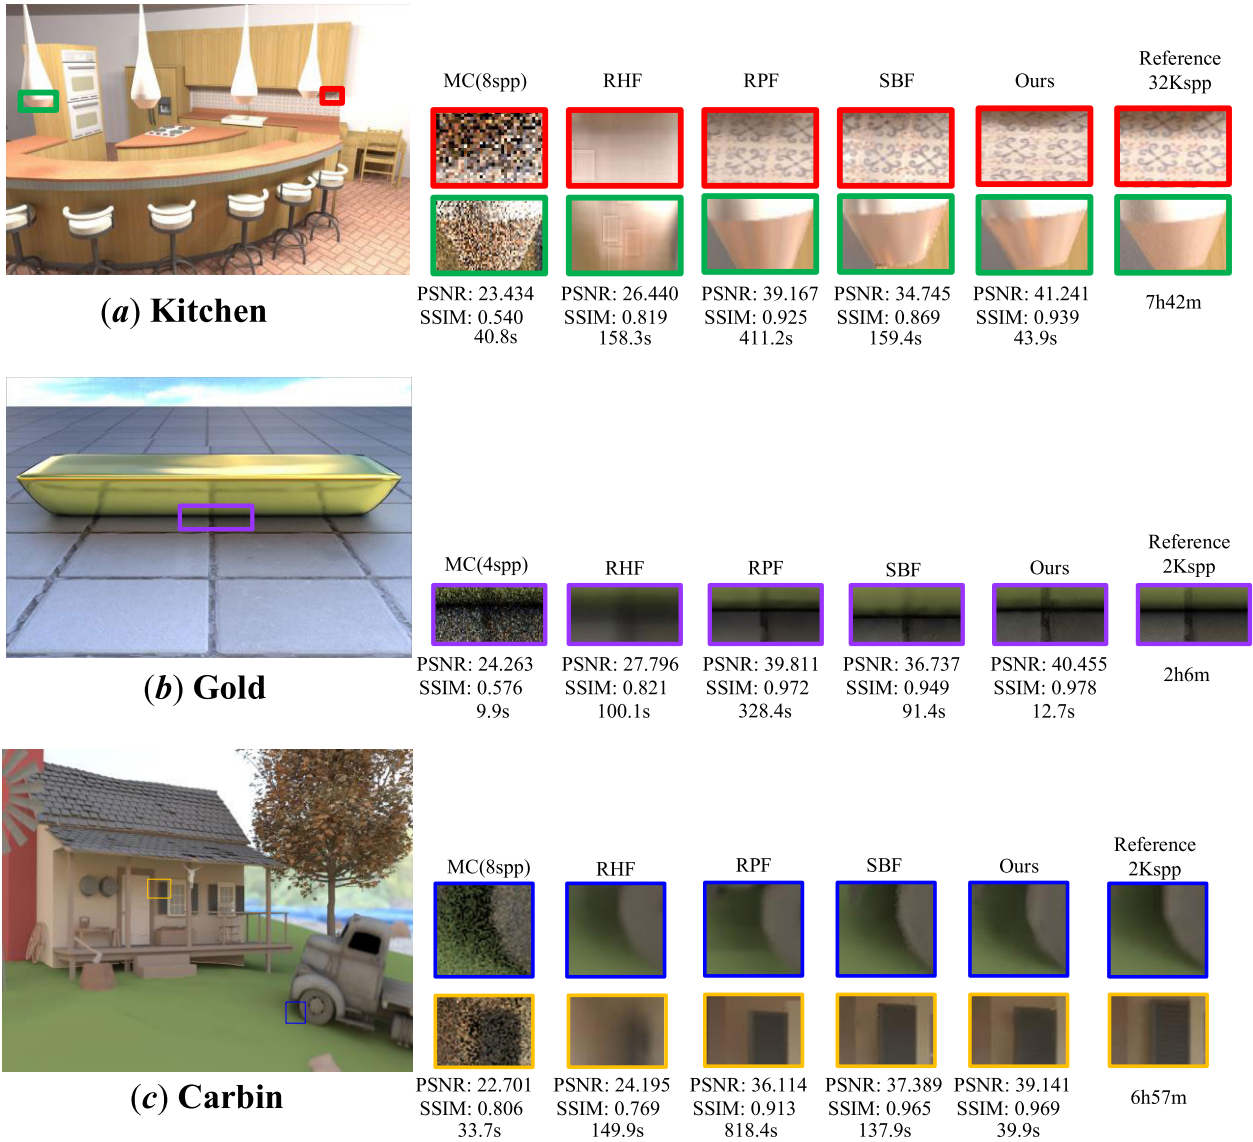 MC(8spp) RHF RPF SBF Ours Reference
32Kspp
PSNR: 23.434 PSNR: 26.440 PSNR: 39.167 PSNR: 34.745 PSNR: 41.241
SSIM: 0.540 SSIM: 0.819 SSIM: 0.925 SSIM: 0.869 SSIM: 0.939
40.8s 158.3s 411.2s 159.4s 43.9s
7h42m
(a) Kitchen
MC(4spp) RHF RPF SBF Ours Reference
2Kspp
PSNR: 24.263 PSNR: 27.796 PSNR: 39.811 PSNR: 36.737 PSNR: 40.455
SSIM: 0.576 SSIM: 0.821 SSIM: 0.972 SSIM: 0.949 SSIM: 0.978
9.9s 100.1s 328.4s 91.4s 12.7s
2h6m
(b) Gold
MC(8spp) RHF RPF SBF Ours Reference
2Kspp
PSNR: 22.701 PSNR: 24.195 PSNR: 36.114 PSNR: 37.389 PSNR: 39.141
SSIM: 0.806 SSIM: 0.769 SSIM: 0.913 SSIM: 0.965 SSIM: 0.969
33.7s 149.9s 818.4s 137.9s 39.9s
6h57m
(c) Carbin